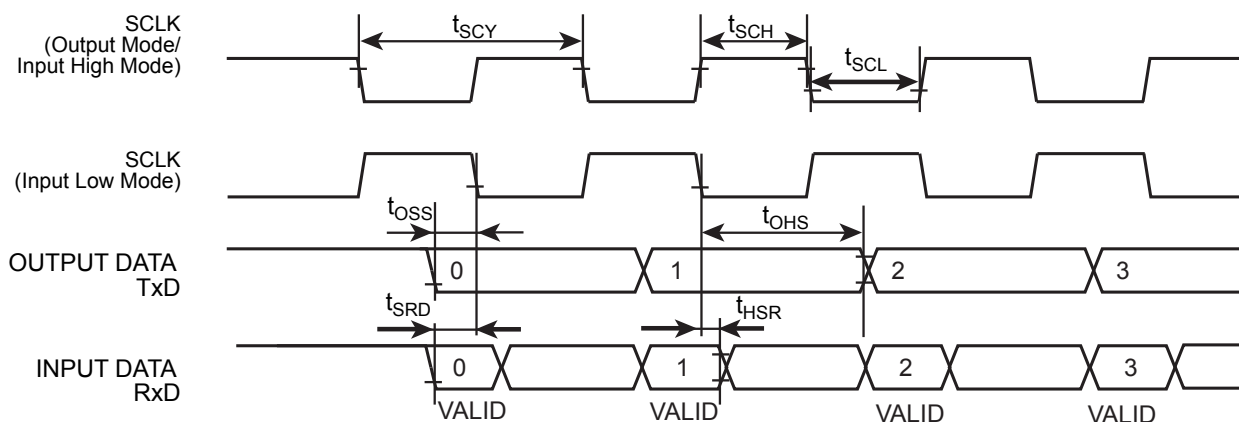 SCLK
(Output Mode/
Input High Mode)
tSCY
tSCH
tSCL
SCLK
(Input Low Mode)
tOSS
tOHS
OUTPUT DATA
TxD
0
1
2
3
tSRD
tHSR
INPUT DATA
RxD
0
1
2
3
VALID
VALID
VALID
VALID